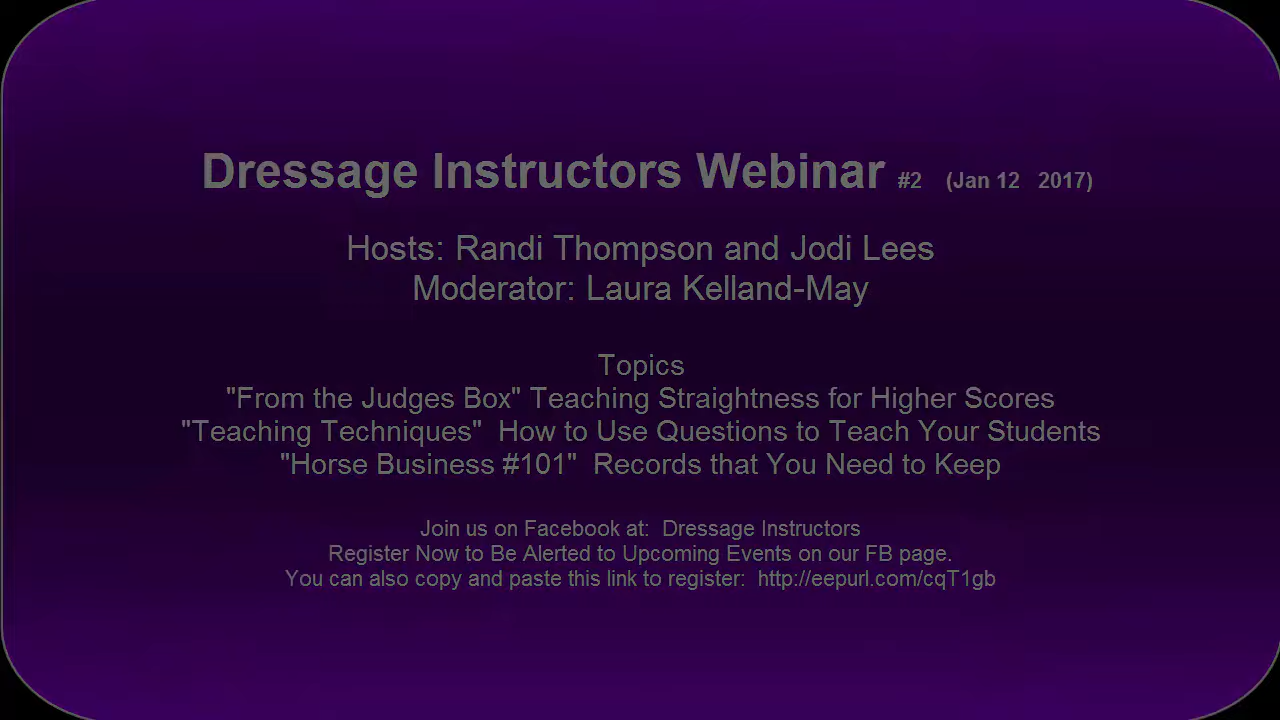 Dressage Instructors Webinar #2 (Jan 12 2017)
Hosts: Randi Thompson and Jodi Lees
Moderator: Laura Kelland-May
Topics
"From the Judges Box" Teaching Straightness for Higher Scores
"Teaching Techniques" How to Use Questions to Teach Your Students
"Horse Business #101" Records that You Need to Keep
Join us on Facebook at: Dressage Instructors
Register Now to Be Alerted to Upcoming Events on our FB page.
You can also copy and paste this link to register: http://eepurl.com/cqT1gb